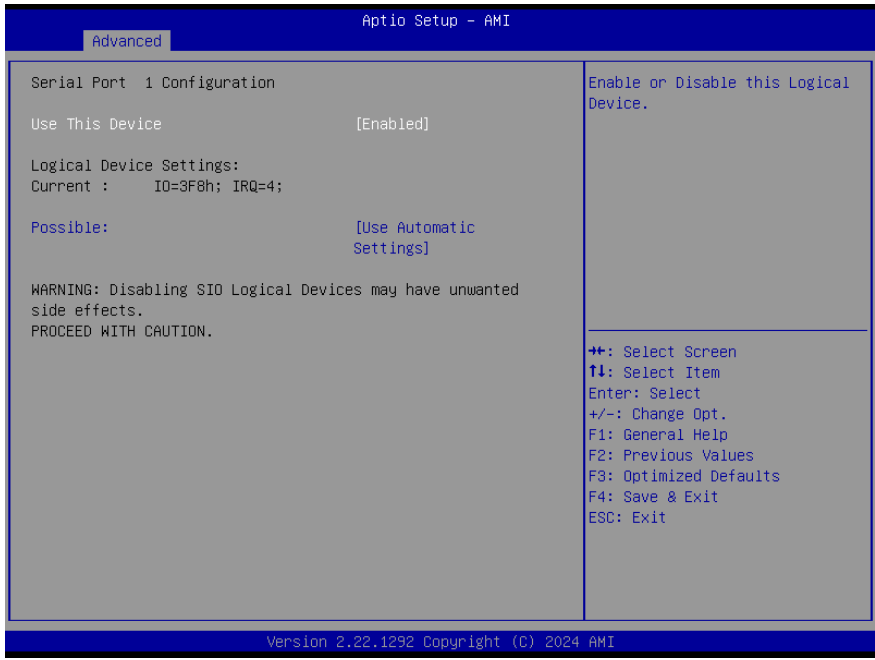 Aptio Setup – AMI
Advanced
Serial Port  1 Configuration
Use This Device [Enabled]
Logical Device Settings:
Current : IO=3F8h; IRQ=4;
Possible: [Use Automatic
Settings]
WARNING: Disabling SIO Logical Devices may have unwanted
side effects.
PROCEED WITH CAUTION.
Enable or Disable this Logical
Device.
→←: Select Screen
↑↓: Select Item
Enter: Select
+/-: Change Opt.
F1: General Help
F2: Previous Values
F3: Optimized Defaults
F4: Save & Exit
ESC: Exit
Version 2.22.1292 Copyright (C) 2024 AMI